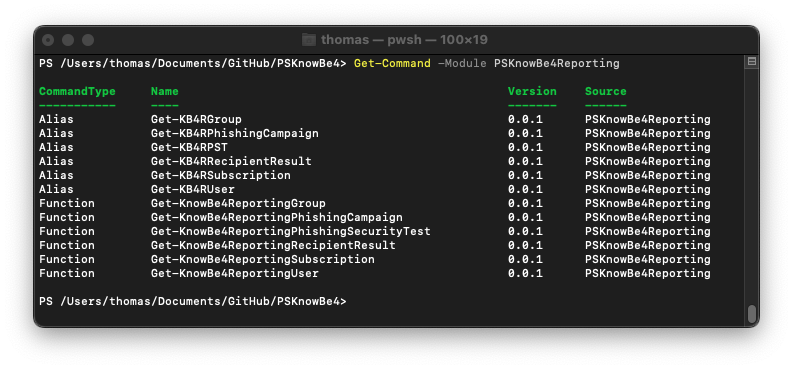 thomas — pwsh — 100×19
PS /Users/thomas/Documents/GitHub/PSKnowBe4> Get-Command -Module PSKnowBe4Reporting
CommandType Name Version Source
----------- ---- ------- ------
Alias Get-KB4RGroup 0.0.1 PSKnowBe4Reporting
Alias Get-KB4RPhishingCampaign 0.0.1 PSKnowBe4Reporting
Alias Get-KB4RPST 0.0.1 PSKnowBe4Reporting
Alias Get-KB4RRecipientResult 0.0.1 PSKnowBe4Reporting
Alias Get-KB4RSubscription 0.0.1 PSKnowBe4Reporting
Alias Get-KB4RUser 0.0.1 PSKnowBe4Reporting
Function Get-KnowBe4ReportingGroup 0.0.1 PSKnowBe4Reporting
Function Get-KnowBe4ReportingPhishingCampaign 0.0.1 PSKnowBe4Reporting
Function Get-KnowBe4ReportingPhishingSecurityTest 0.0.1 PSKnowBe4Reporting
Function Get-KnowBe4ReportingRecipientResult 0.0.1 PSKnowBe4Reporting
Function Get-KnowBe4ReportingSubscription 0.0.1 PSKnowBe4Reporting
Function Get-KnowBe4ReportingUser 0.0.1 PSKnowBe4Reporting
PS /Users/thomas/Documents/GitHub/PSKnowBe4>